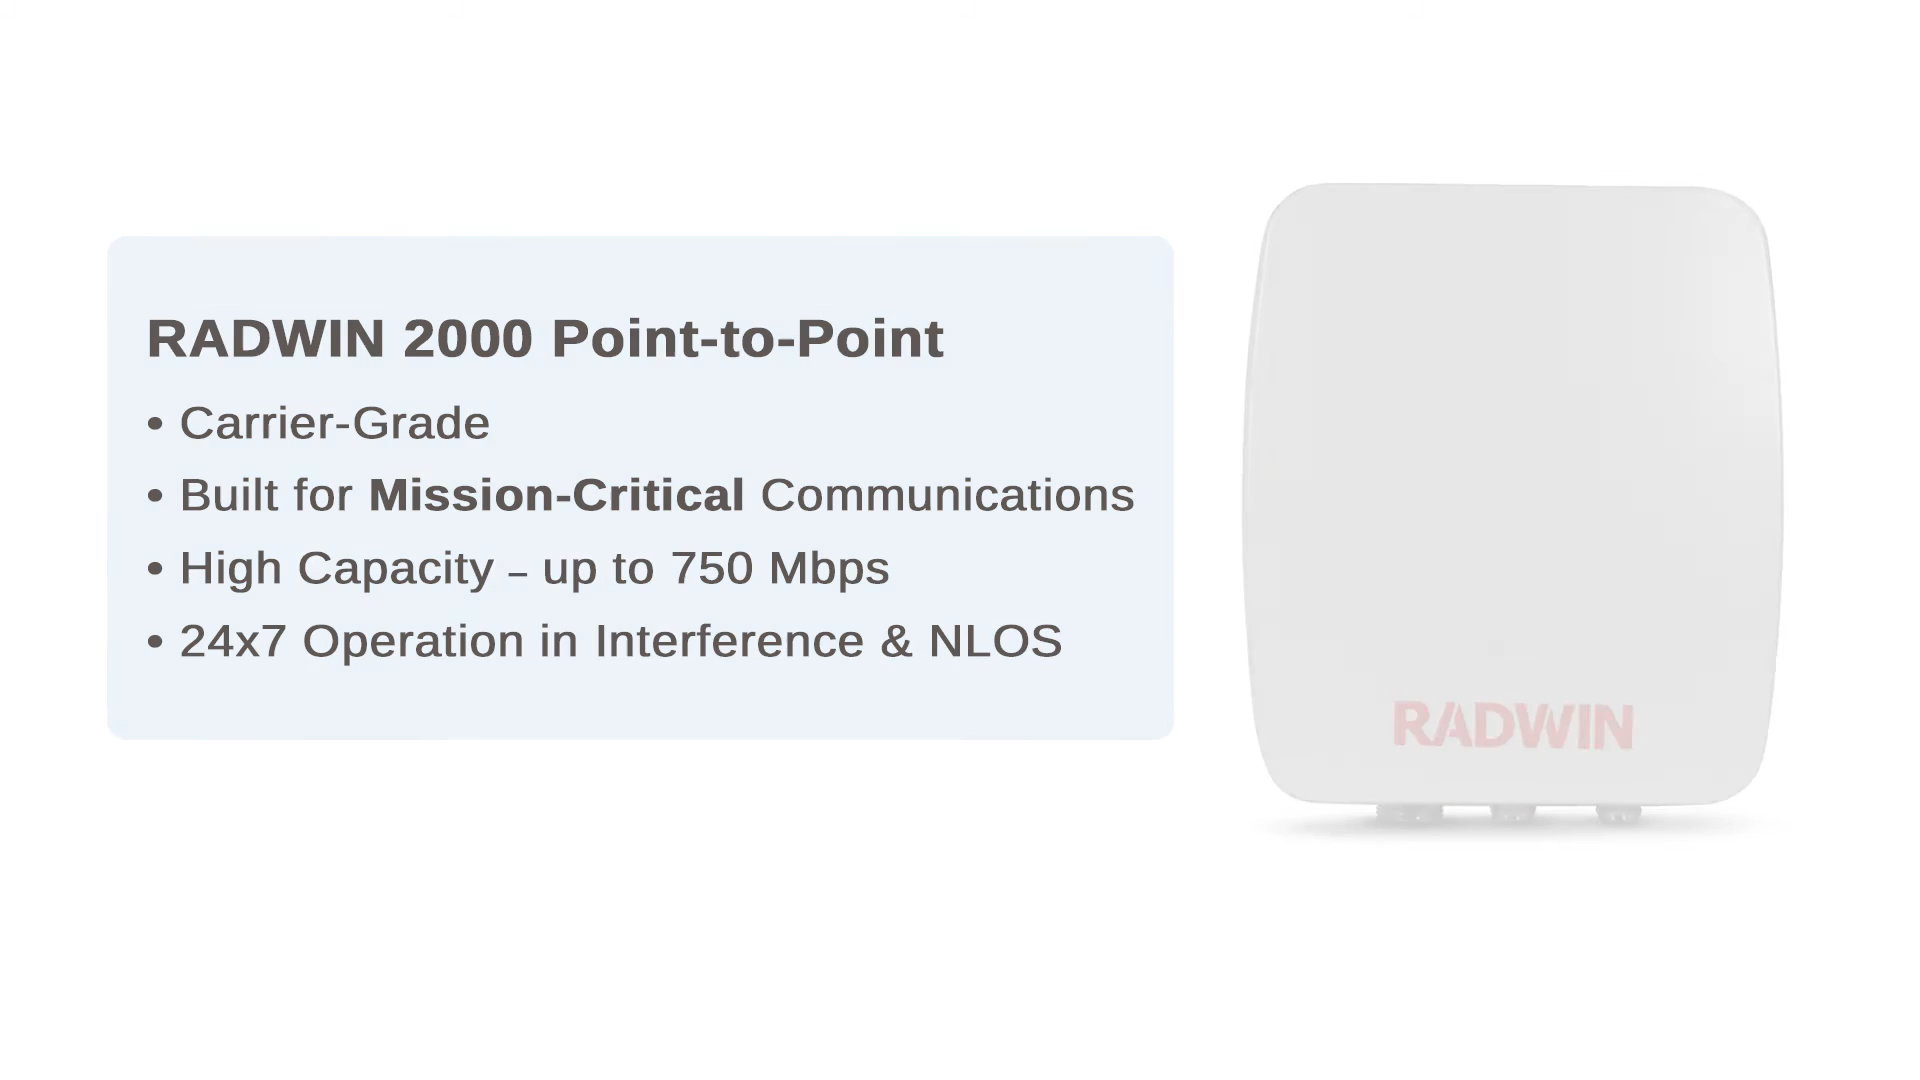 RADWIN 2000 Point-to-Point
• Carrier-Grade
• Built for Mission-Critical Communications
• High Capacity – up to 750 Mbps
• 24x7 Operation in Interference & NLOS
RADWIN